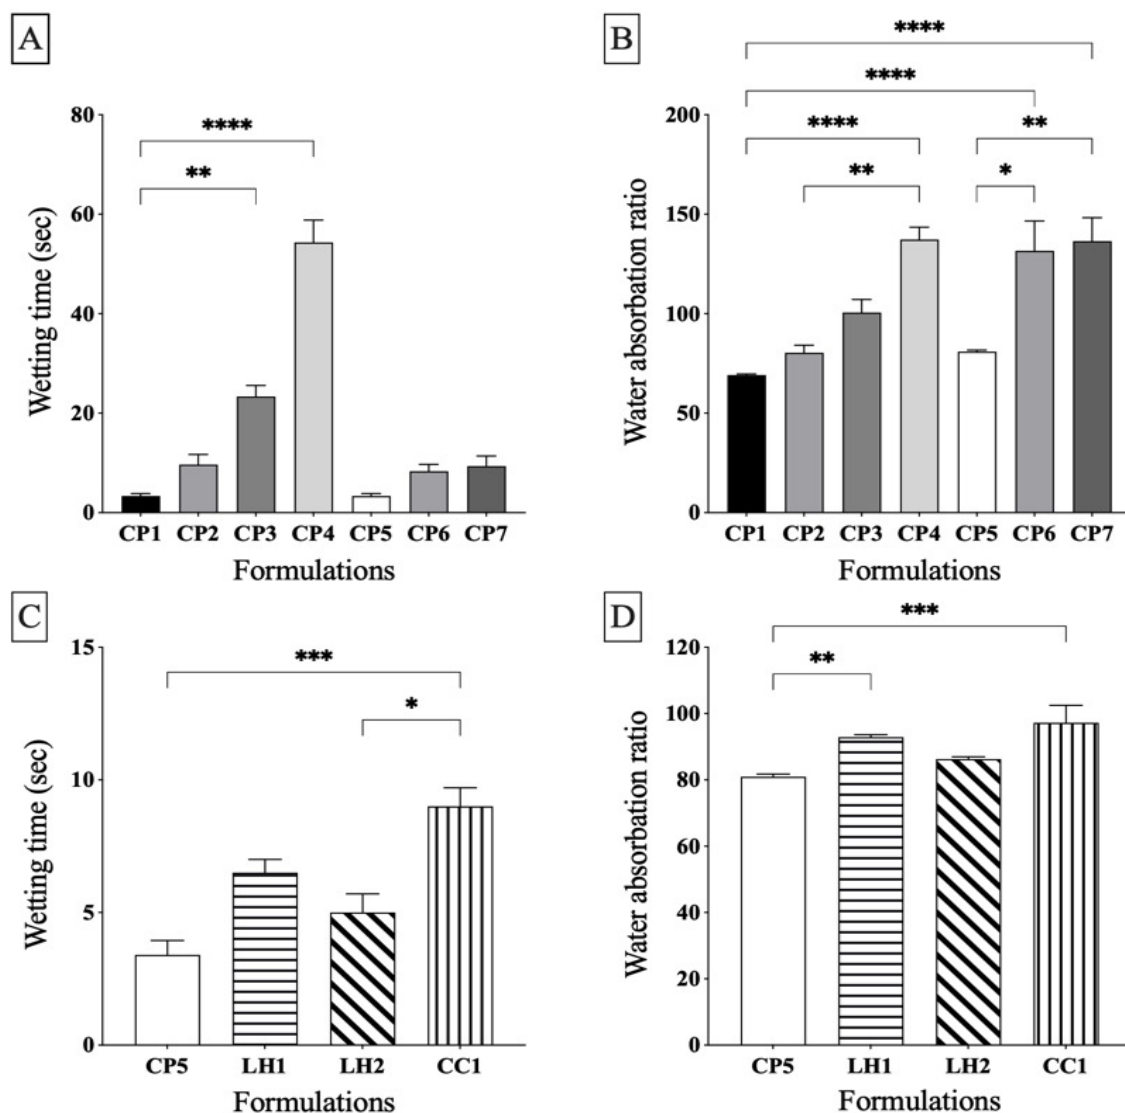 A
Wetting time (sec)
80
60
40
20
0
****
**
CP1 CP2 CP3 CP4 CP5 CP6 CP7
Formulations
B
Water absorbation ratio
200
150
100
50
0
****
****
****
**
**
*
CP1 CP2 CP3 CP4 CP5 CP6 CP7
Formulations
C
Wetting time (sec)
15
10
5
0
***
*
CP5 LH1 LH2 CC1
Formulations
D
Water absorbation ratio
120
100
80
60
40
20
0
***
**
CP5 LH1 LH2 CC1
Formulations